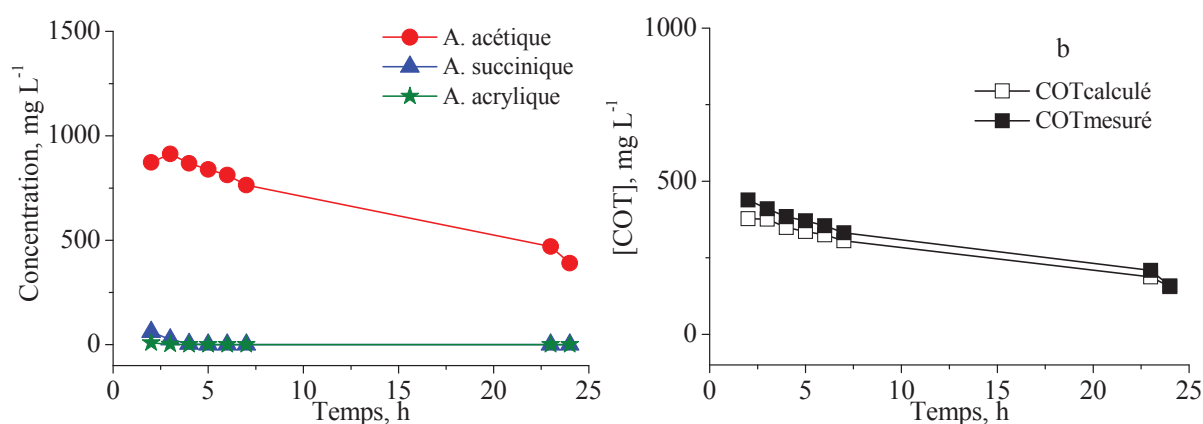 Concentration, mg L⁻¹
1500
1000
500
0
A. acétique
A. succinique
A. acrylique
0
5
10
15
20
25
Temps, h
[COT], mg L⁻¹
1000
500
0
b
COTcalculé
COTmesuré
0
5
10
15
20
25
Temps, h